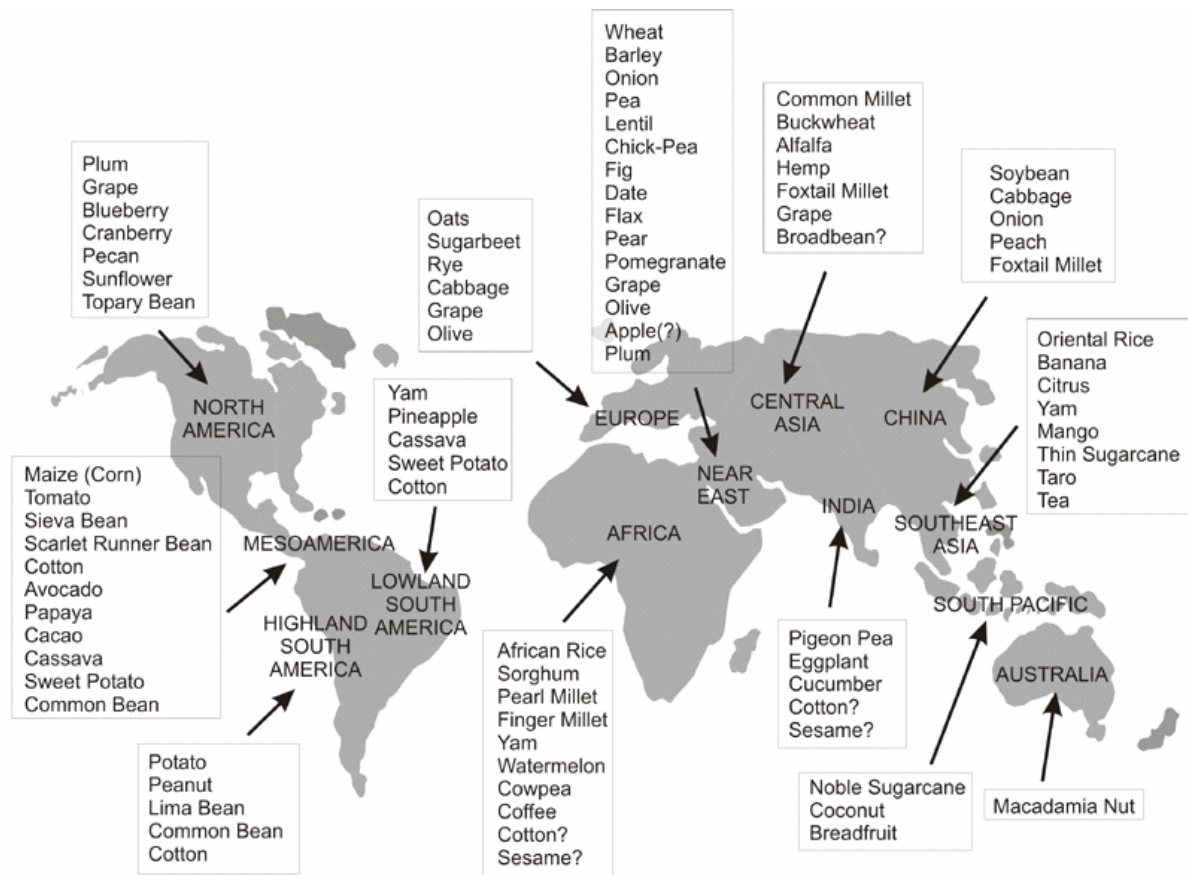 Wheat
Barley
Onion
Pea
Lentil
Chick-Pea
Fig
Date
Flax
Pear
Pomegranate
Grape
Olive
Apple(?)
Plum
Common Millet
Buckwheat
Alfalfa
Hemp
Foxtail Millet
Grape
Broadbean?
Soybean
Cabbage
Onion
Peach
Foxtail Millet
Plum
Grape
Blueberry
Cranberry
Pecan
Sunflower
Topary Bean
Oats
Sugarbeet
Rye
Cabbage
Grape
Olive
Oriental Rice
Banana
Citrus
Yam
Mango
Thin Sugarcane
Taro
Tea
Yam
Pineapple
Cassava
Sweet Potato
Cotton
NORTH
AMERICA
EUROPE
CENTRAL
ASIA
CHINA
NEAR
EAST
INDIA
SOUTHEAST
ASIA
AFRICA
MESOAMERICA
LOWLAND
SOUTH
AMERICA
HIGHLAND
SOUTH
AMERICA
SOUTH PACIFIC
AUSTRALIA
Maize (Corn)
Tomato
Sieva Bean
Scarlet Runner Bean
Cotton
Avocado
Papaya
Cacao
Cassava
Sweet Potato
Common Bean
Potato
Peanut
Lima Bean
Common Bean
Cotton
African Rice
Sorghum
Pearl Millet
Finger Millet
Yam
Watermelon
Cowpea
Coffee
Cotton?
Sesame?
Pigeon Pea
Eggplant
Cucumber
Cotton?
Sesame?
Noble Sugarcane
Coconut
Breadfruit
Macadamia Nut